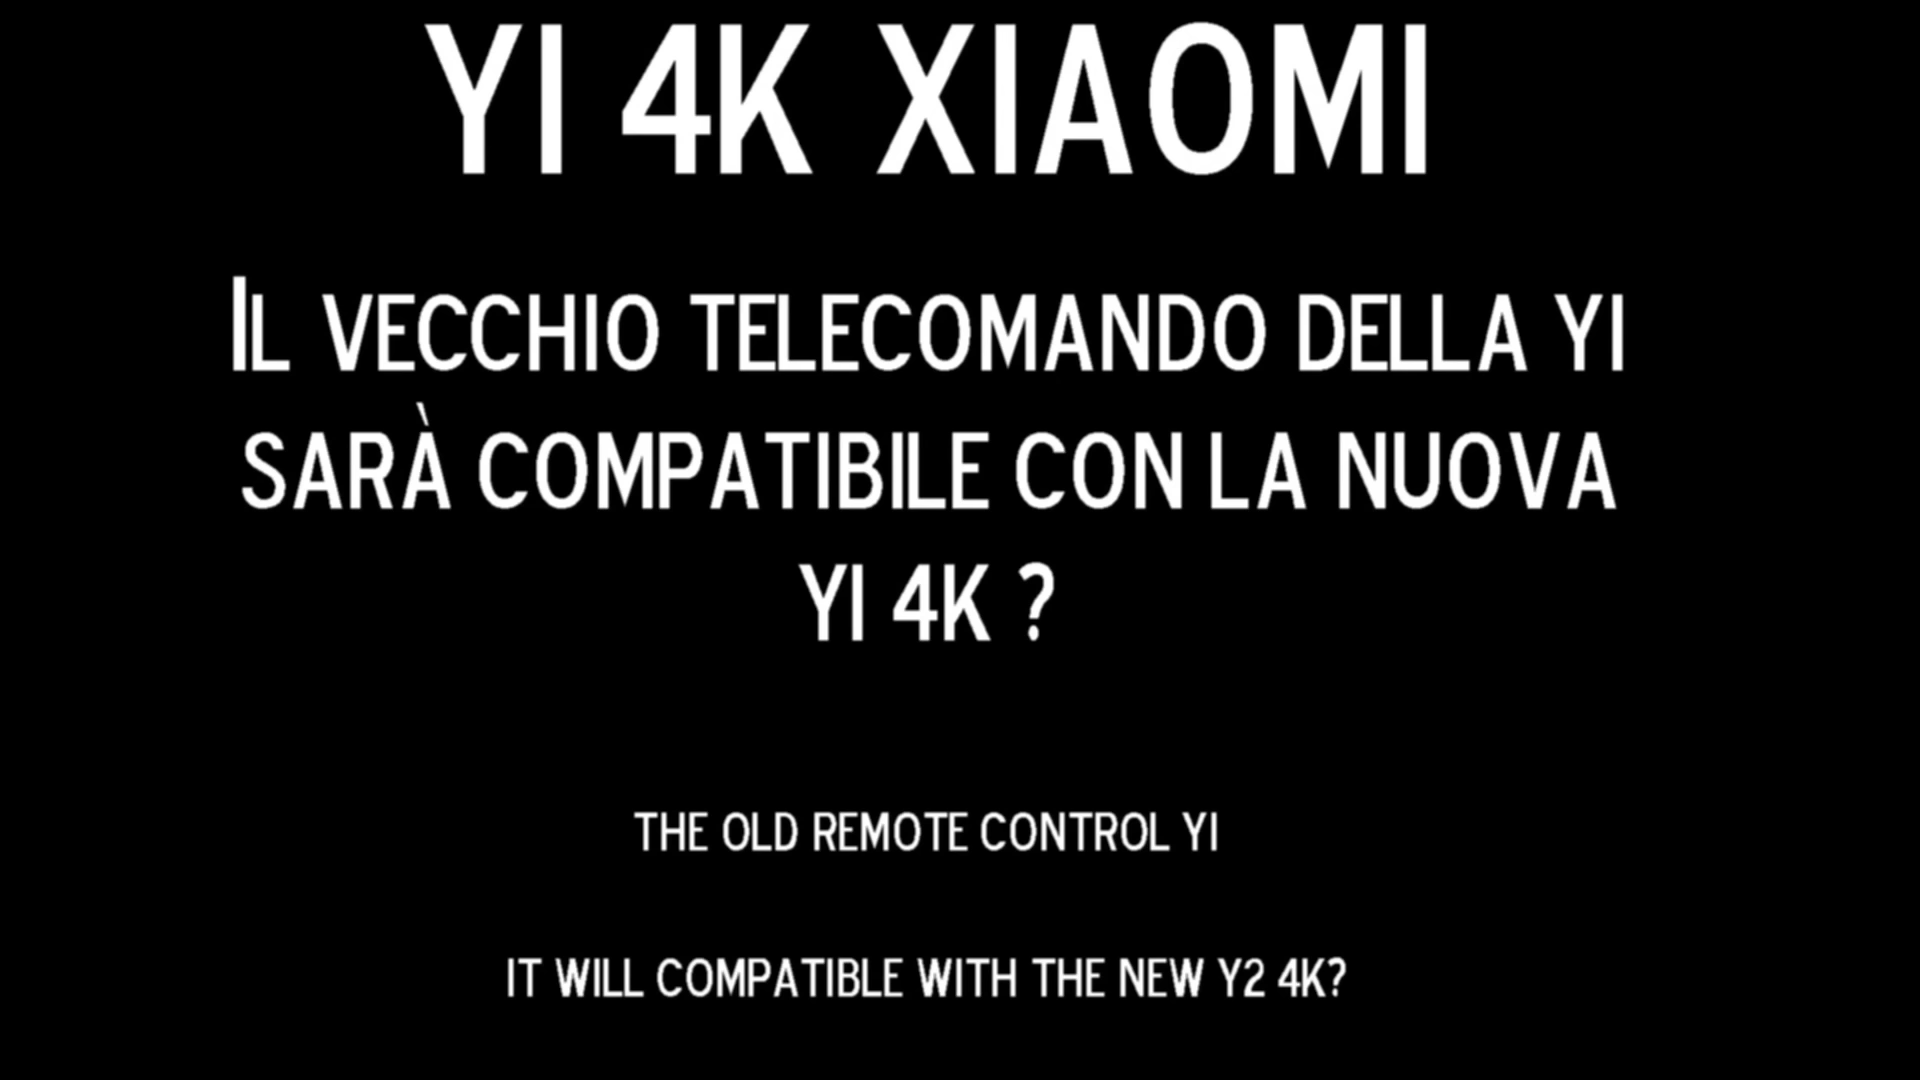 YI 4K XIAOMI
IL VECCHIO TELECOMANDO DELLA YI
SARÀ COMPATIBILE CON LA NUOVA
YI 4K ?
THE OLD REMOTE CONTROL YI
IT WILL COMPATIBLE WITH THE NEW Y2 4K?